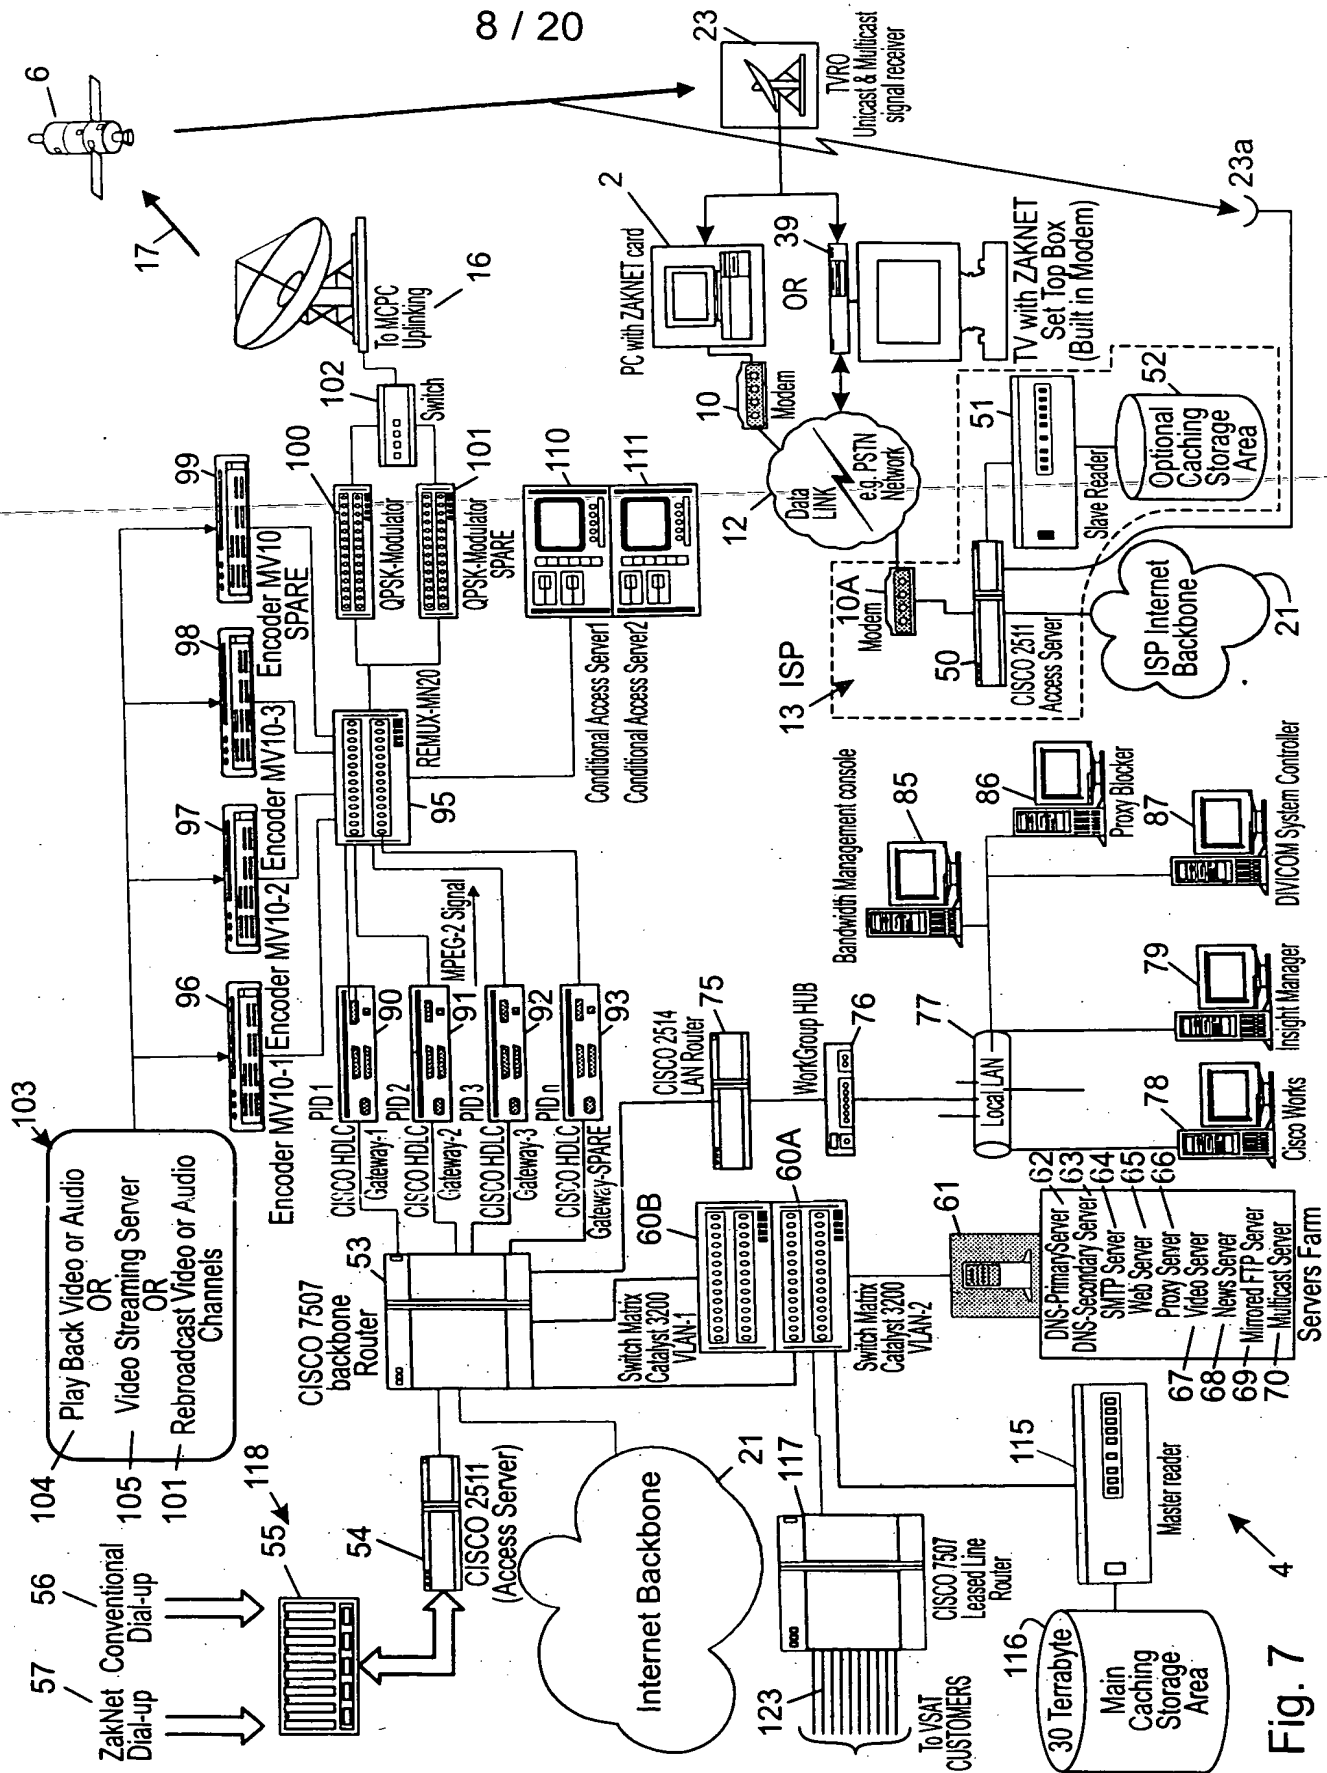 8 / 20
6
17
23
TVRO
Unicast & Multicast
signal receiver
To MCPC
Uplinking
16
102
Switch
100
QPSK-Modulator
101
QPSK-Modulator
SPARE
99
Encoder MV10
SPARE
98
Encoder MV10-3
97
Encoder MV10-2
96
Encoder MV10-1
REMUX-MN20
95
110
111
Conditional Access Server1
Conditional Access Server2
2
PC with ZAKNET card
10
Modem
39
OR
TV with ZAKNET
Set Top Box
(Built in Modem)
23a
12
Data
LINK
e.g. PSTN
Network
13 ISP
10A
Modem
50
CISCO 2511
Access Server
51
Slave Reader
52
Optional
Caching
Storage
Area
ISP Internet
Backbone
21
103
104
Play Back Video or Audio
OR
105
Video Streaming Server
OR
101
Rebroadcast Video or Audio
Channels
PID1
90
CISCO HDLC
Gateway-1
PID2
91
CISCO HDLC
Gateway-2
MPEG-2 Signal
PID3
92
CISCO HDLC
Gateway-3
PIDn
93
CISCO HDLC
Gateway-SPARE
53
CISCO 7507
backbone
Router
75
CISCO 2514
LAN Router
76
WorkGroup HUB
77
Local LAN
85
Bandwidth Management console
86
Proxy Blocker
87
DIVICOM System Controller
79
Insight Manager
78
Cisco Works
60B
Switch Matrix
Catalyst 3200
VLAN-1
60A
Switch Matrix
Catalyst 3200
VLAN-2
61
DNS-PrimaryServer 62
DNS-Secondary Server 63
SMTP Server 64
Web Server 65
Proxy Server 66
67 Video Server
68 News Server
69 Mirored FTP Server
70 Multicast Server
Servers Farm
57
ZakNet
Dial-up
56
Conventional
Dial-up
55
118
54
CISCO 2511
(Access Server)
Internet Backbone
21
117
CISCO 7507
Leased Line
Router
123
To VSAT
CUSTOMERS
115
Master reader
116
30 Terrabyte
Main
Caching
Storage
Area
4
Fig. 7